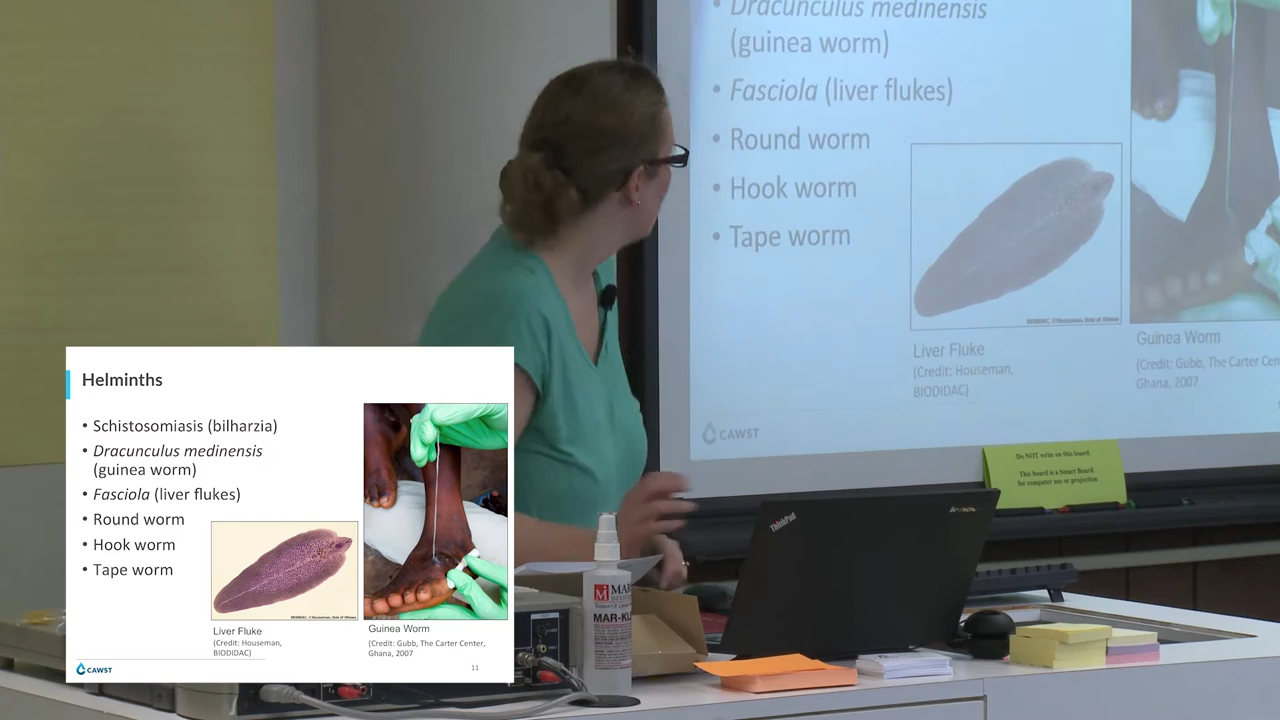 Dracunculus medinensis
(guinea worm)
• Fasciola (liver flukes)
• Round worm
• Hook worm
• Tape worm
Liver Fluke
(Credit: Houseman,
BIODIDAC)
Guinea Worm
(Credit: Gubb, The Carter Cen
Ghana, 2007
CAWST
Do NOT write on this board
This board is a Smart Board
for computer use or projection
ThinkPad
lenovo
MAR-KL
Helminths
• Schistosomiasis (bilharzia)
• Dracunculus medinensis
(guinea worm)
• Fasciola (liver flukes)
• Round worm
• Hook worm
• Tape worm
Liver Fluke
(Credit: Houseman,
BIODIDAC)
Guinea Worm
(Credit: Gubb, The Carter Center,
Ghana, 2007
CAWST
11